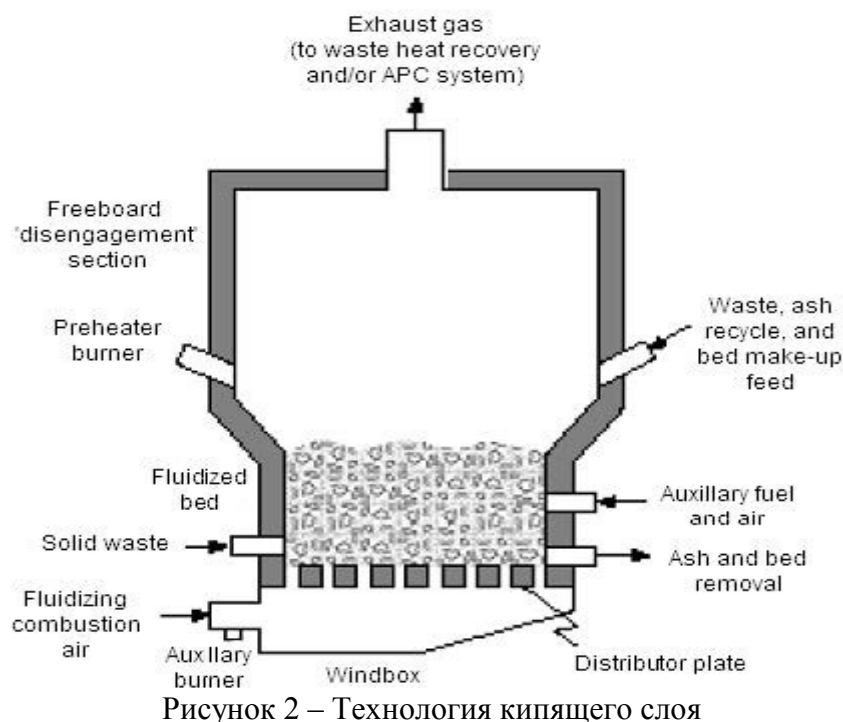 Exhaust gas
(to waste heat recovery
and/or APC system)
Freeboard
'disengagement'
section
Preheater
burner
Waste, ash
recycle, and
bed make-up
feed
Fluidized
bed
Solid waste
Auxillary fuel
and air
Ash and bed
removal
Fluidizing
combustion
air
Auxllary
burner
Windbox
Distributor plate
Рисунок 2 – Технология кипящего слоя